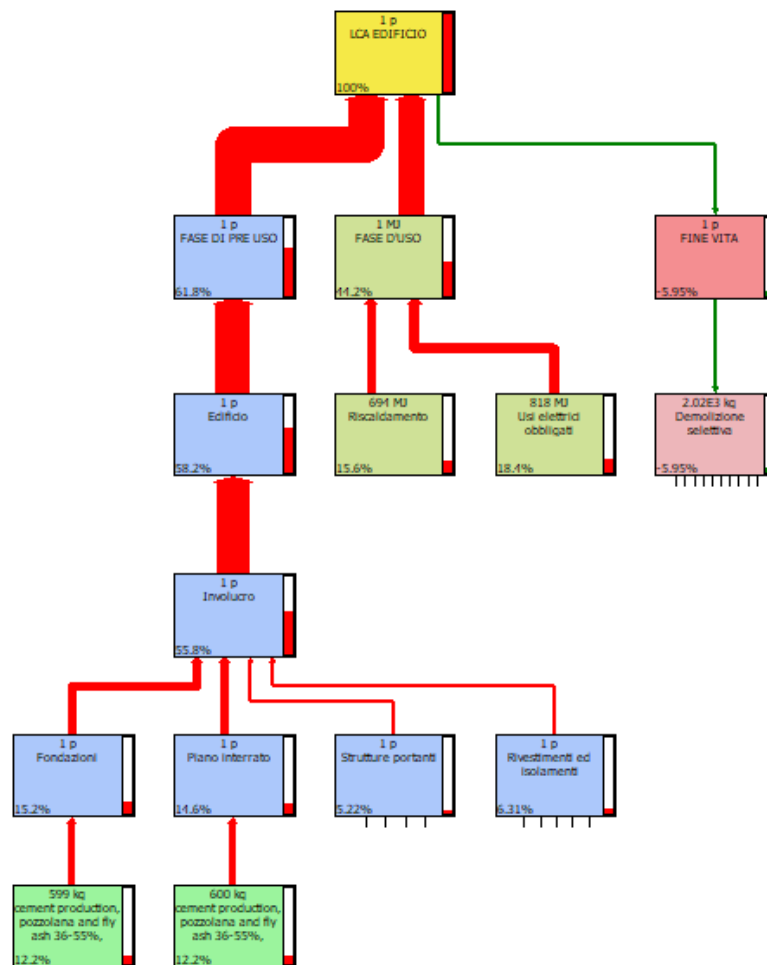 1 p
LCA EDIFICIO
100%
1 p
FASE DI PRE USO
61.8%
1 MJ
FASE D'USO
44.2%
1 p
FINE VITA
-5.95%
1 p
Edificio
58.2%
694 MJ
Riscaldamento
15.6%
818 MJ
Usi elettrici
obbligati
18.4%
2.02E3 kg
Demolizione
selettiva
-5.95%
1 p
Involucro
55.8%
1 p
Fondazioni
15.2%
1 p
Piano interrato
14.6%
1 p
Strutture portanti
5.22%
1 p
Rivestimenti ed
isolamenti
6.31%
599 kg
cement production,
pozzolana and fly
ash 36-55%,
12.2%
600 kg
cement production,
pozzolana and fly
ash 36-55%,
12.2%